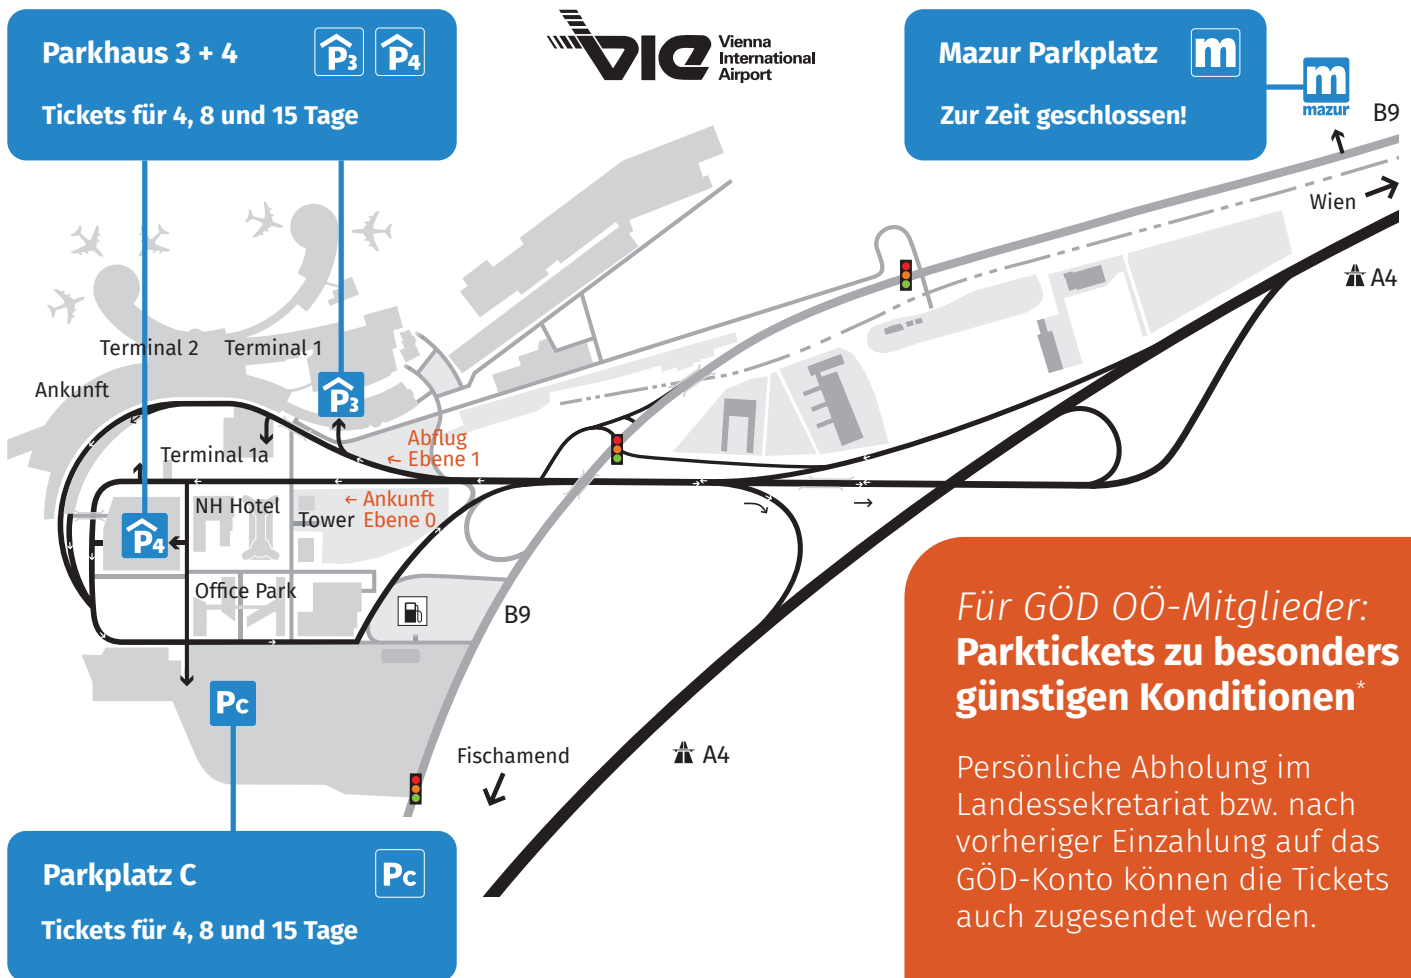 Parkhaus 3 + 4
P3
P4
Tickets für 4, 8 und 15 Tage
VIE
Vienna
International
Airport
Mazur Parkplatz
m
Zur Zeit geschlossen!
m
mazur
B9
Wien
A4
Terminal 2
Terminal 1
Ankunft
P3
Abflug
Ebene 1
Terminal 1a
NH Hotel
Ankunft
Tower
Ebene 0
P4
Office Park
B9
Pc
Fischamend
A4
Parkplatz C
Pc
Tickets für 4, 8 und 15 Tage
Für GÖD OÖ-Mitglieder:
Parktickets zu besonders
günstigen Konditionen*
Persönliche Abholung im
Landessekretariat bzw. nach
vorheriger Einzahlung auf das
GÖD-Konto können die Tickets
auch zugesendet werden.